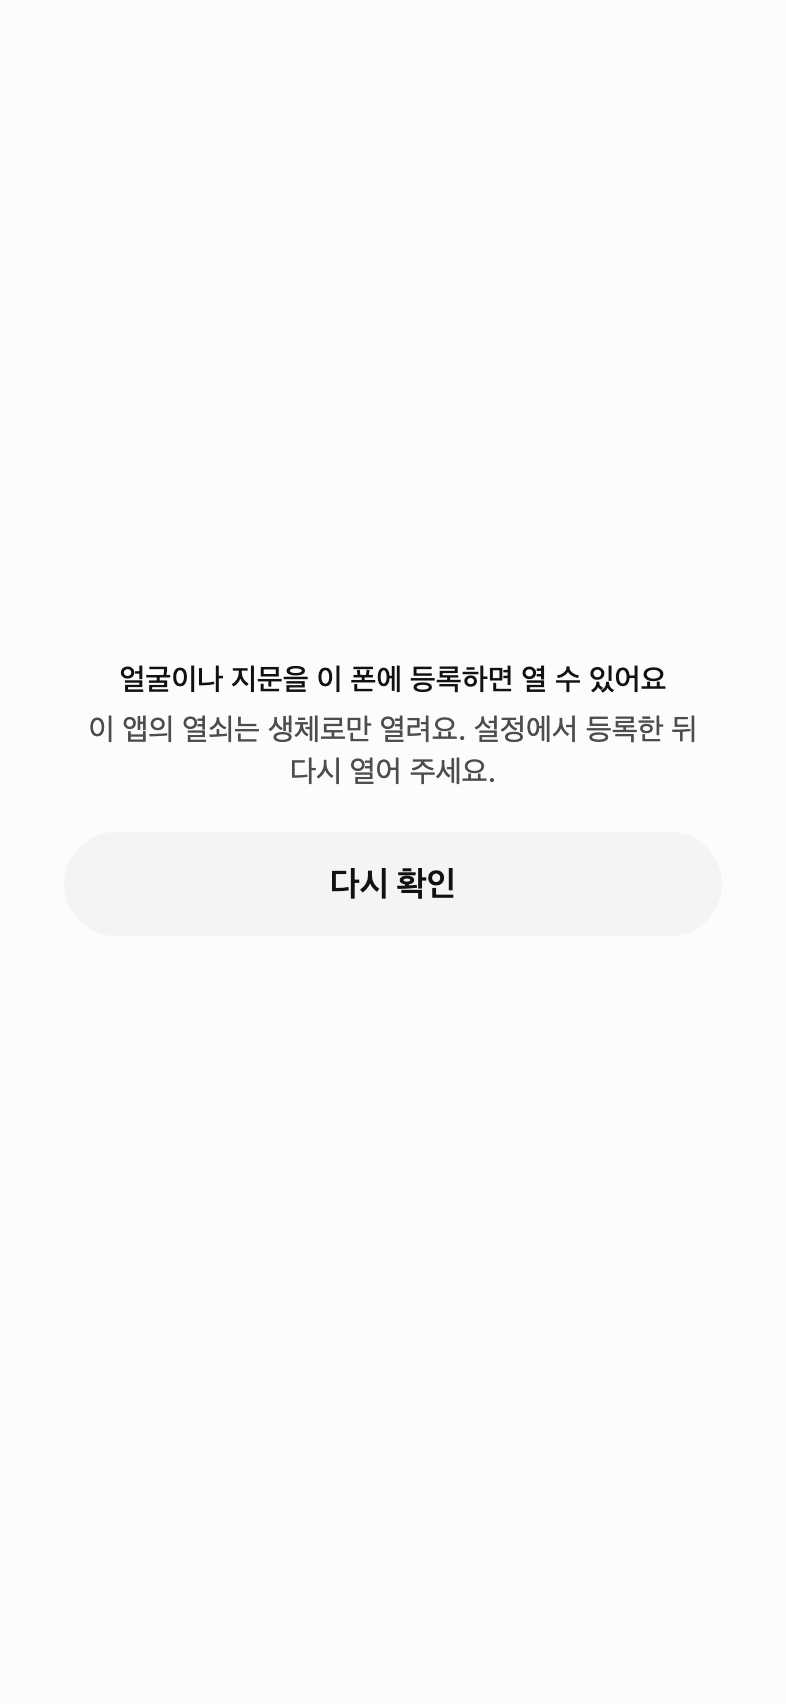 얼굴이나 지문을 이 폰에 등록하면 열 수 있어요
이 앱의 열쇠는 생체로만 열려요. 설정에서 등록한 뒤
다시 열어 주세요.
다시 확인